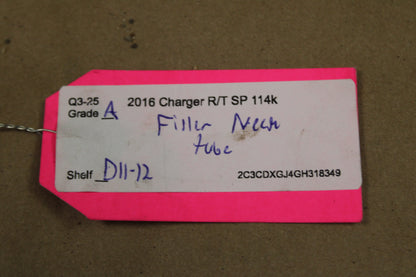 Q3-25 2016 Charger R/T SP 114k
Grade A
Filler Neck
tube
Shelf D11-12 2C3CDXGJ4GH318349